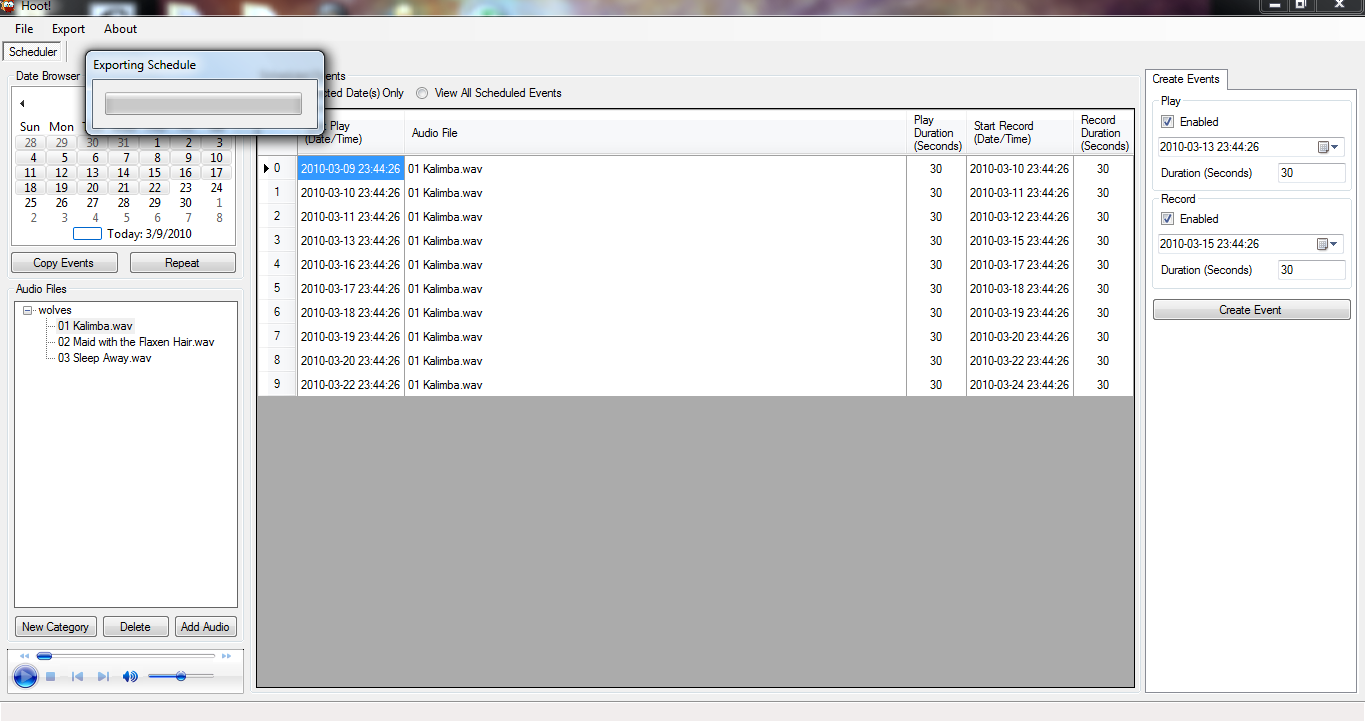 Hoot!
File Export About
Scheduler
Exporting Schedule
Date Browser
Sun Mon
28 29 30 31 1 2 3
4 5 6 7 8 9 10
11 12 13 14 15 16 17
18 19 20 21 22 23 24
25 26 27 28 29 30 1
2 3 4 5 6 7 8
Today: 3/9/2010
Copy Events Repeat
Audio Files
wolves
01 Kalimba.wav
02 Maid with the Flaxen Hair.wav
03 Sleep Away.wav
New Category Delete Add Audio
Date(s) Only View All Scheduled Events
Play
(Date/Time)
Audio File
Play
Duration
(Seconds)
Start Record
(Date/Time)
Record
Duration
(Seconds)
0 2010-03-09 23:44:26 01 Kalimba.wav 30 2010-03-10 23:44:26 30
1 2010-03-10 23:44:26 01 Kalimba.wav 30 2010-03-11 23:44:26 30
2 2010-03-11 23:44:26 01 Kalimba.wav 30 2010-03-12 23:44:26 30
3 2010-03-13 23:44:26 01 Kalimba.wav 30 2010-03-15 23:44:26 30
4 2010-03-16 23:44:26 01 Kalimba.wav 30 2010-03-17 23:44:26 30
5 2010-03-17 23:44:26 01 Kalimba.wav 30 2010-03-18 23:44:26 30
6 2010-03-18 23:44:26 01 Kalimba.wav 30 2010-03-19 23:44:26 30
7 2010-03-19 23:44:26 01 Kalimba.wav 30 2010-03-20 23:44:26 30
8 2010-03-20 23:44:26 01 Kalimba.wav 30 2010-03-22 23:44:26 30
9 2010-03-22 23:44:26 01 Kalimba.wav 30 2010-03-24 23:44:26 30
Create Events
Play
Enabled
2010-03-13 23:44:26
Duration (Seconds) 30
Record
Enabled
2010-03-15 23:44:26
Duration (Seconds) 30
Create Event